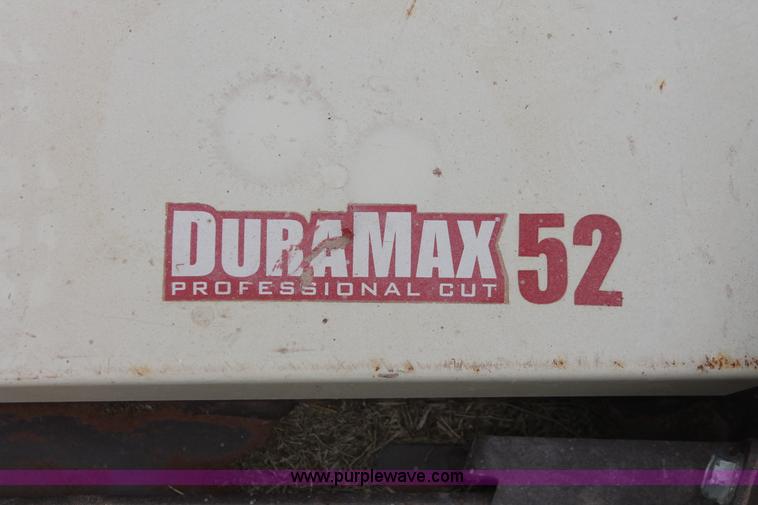 DURAMAX 52
PROFESSIONAL CUT
www.purplewave.com